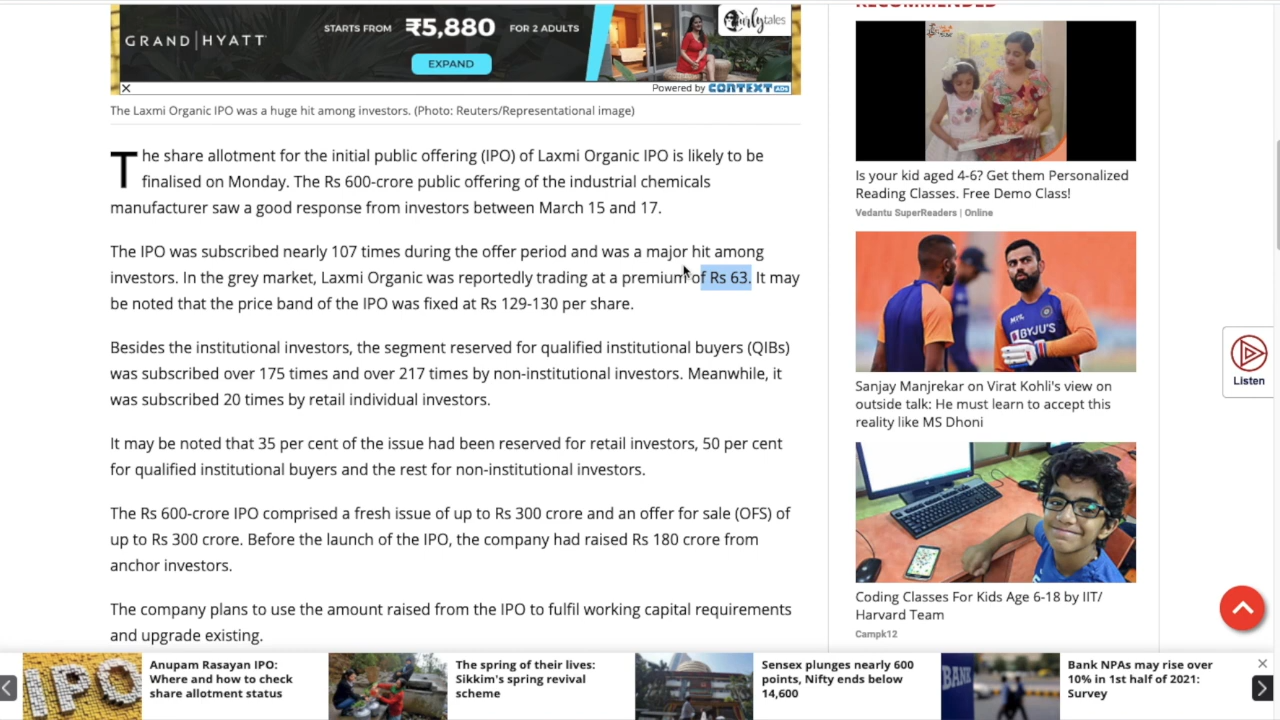 GRAND HYATT
STARTS FROM ₹5,880 FOR 2 ADULTS
EXPAND
curlytales
Powered by CONTEXT ADS
The Laxmi Organic IPO was a huge hit among investors. (Photo: Reuters/Representational image)
The share allotment for the initial public offering (IPO) of Laxmi Organic IPO is likely to be
finalised on Monday. The Rs 600-crore public offering of the industrial chemicals
manufacturer saw a good response from investors between March 15 and 17.
The IPO was subscribed nearly 107 times during the offer period and was a major hit among
investors. In the grey market, Laxmi Organic was reportedly trading at a premium of Rs 63. It may
be noted that the price band of the IPO was fixed at Rs 129-130 per share.
Besides the institutional investors, the segment reserved for qualified institutional buyers (QIBs)
was subscribed over 175 times and over 217 times by non-institutional investors. Meanwhile, it
was subscribed 20 times by retail individual investors.
It may be noted that 35 per cent of the issue had been reserved for retail investors, 50 per cent
for qualified institutional buyers and the rest for non-institutional investors.
The Rs 600-crore IPO comprised a fresh issue of up to Rs 300 crore and an offer for sale (OFS) of
up to Rs 300 crore. Before the launch of the IPO, the company had raised Rs 180 crore from
anchor investors.
The company plans to use the amount raised from the IPO to fulfil working capital requirements
and upgrade existing.
RECOMMENDED
Is your kid aged 4-6? Get them Personalized
Reading Classes. Free Demo Class!
Vedantu SuperReaders | Online
BYJU'S
Sanjay Manjrekar on Virat Kohli's view on
outside talk: He must learn to accept this
reality like MS Dhoni
Coding Classes For Kids Age 6-18 by IIT/
Harvard Team
Campk12
Listen
IPO
Anupam Rasayan IPO:
Where and how to check
share allotment status
The spring of their lives:
Sikkim's spring revival
scheme
Sensex plunges nearly 600
points, Nifty ends below
14,600
BANK
Bank NPAs may rise over
10% in 1st half of 2021:
Survey